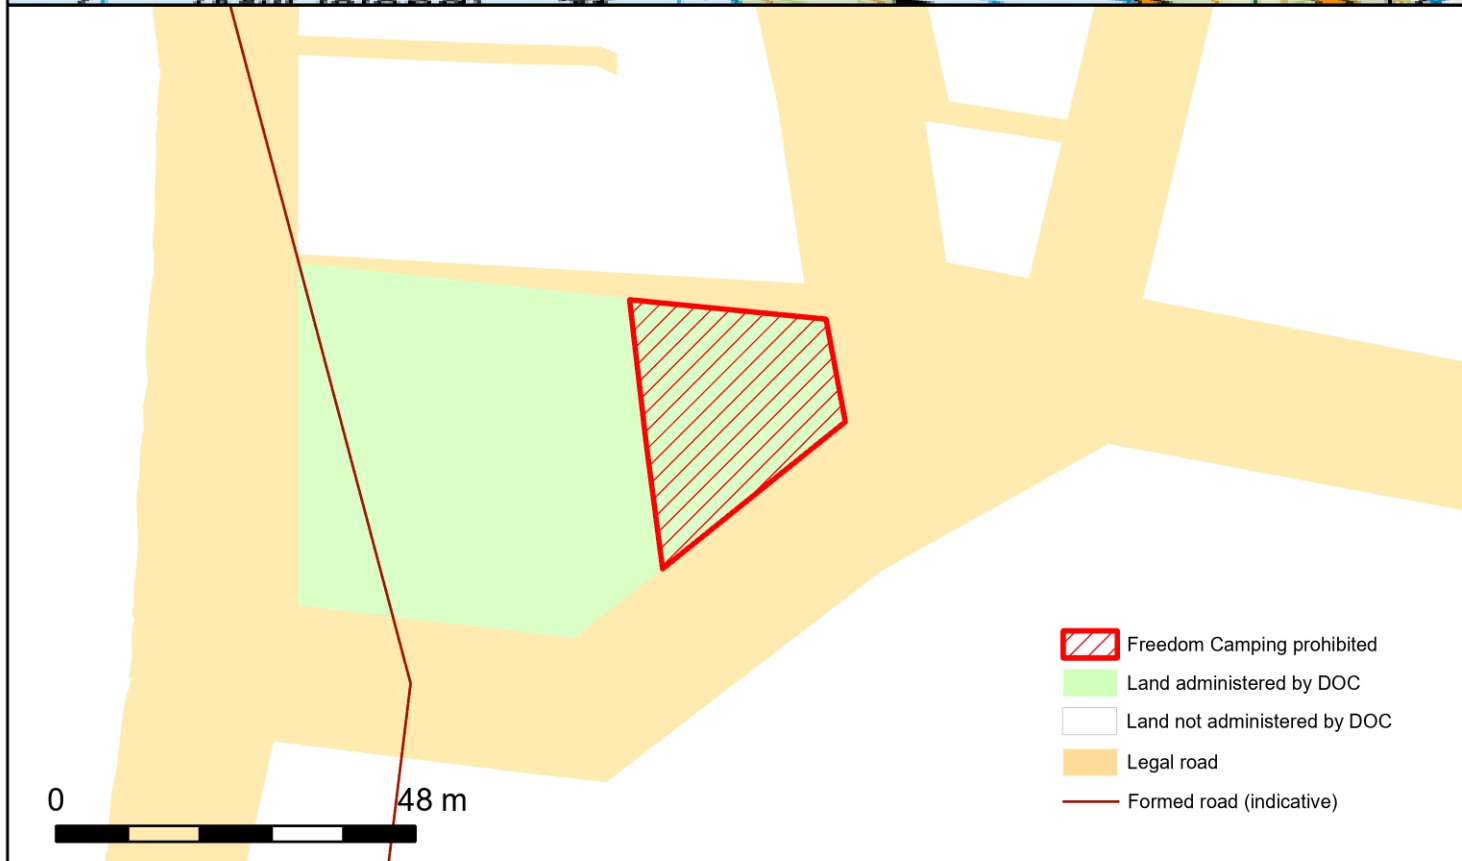 Freedom Camping prohibited
Land administered by DOC
Land not administered by DOC
Legal road
Formed road (indicative)
0 48 m